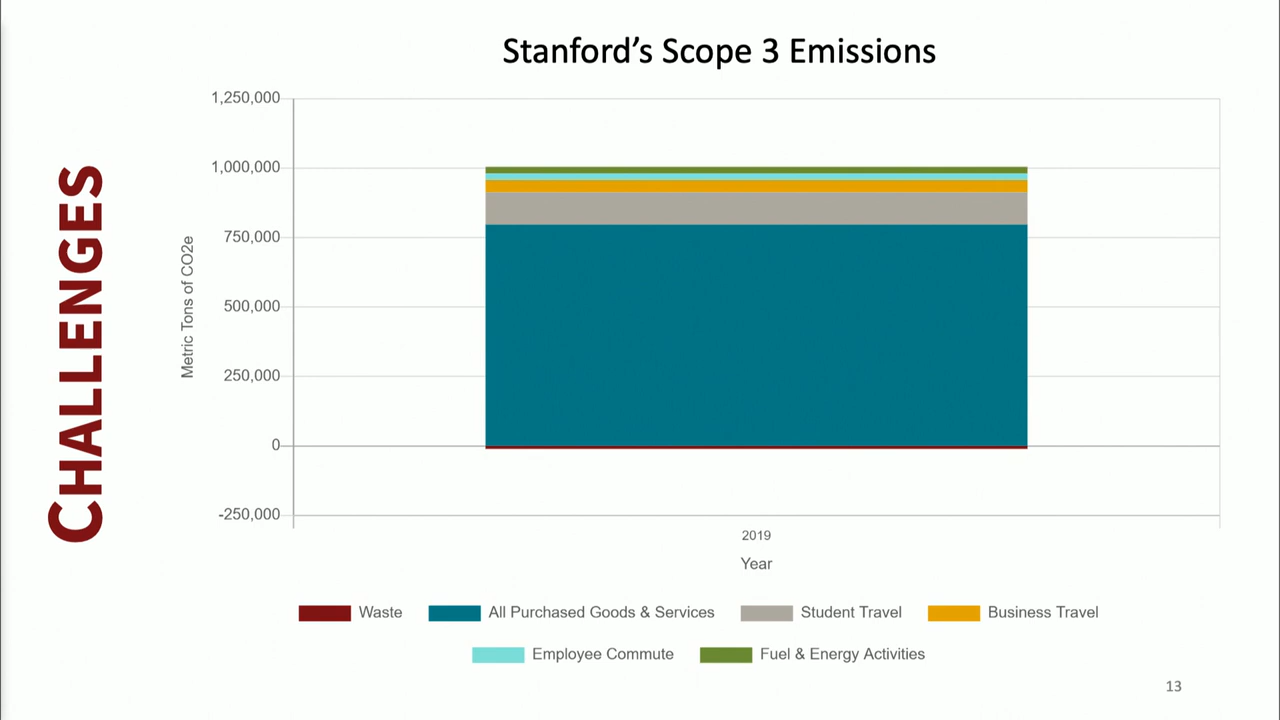 Stanford’s Scope 3 Emissions
CHALLENGES
Metric Tons of CO2e
1,250,000
1,000,000
750,000
500,000
250,000
0
-250,000
2019
Year
Waste All Purchased Goods & Services Student Travel Business Travel
Employee Commute Fuel & Energy Activities
13